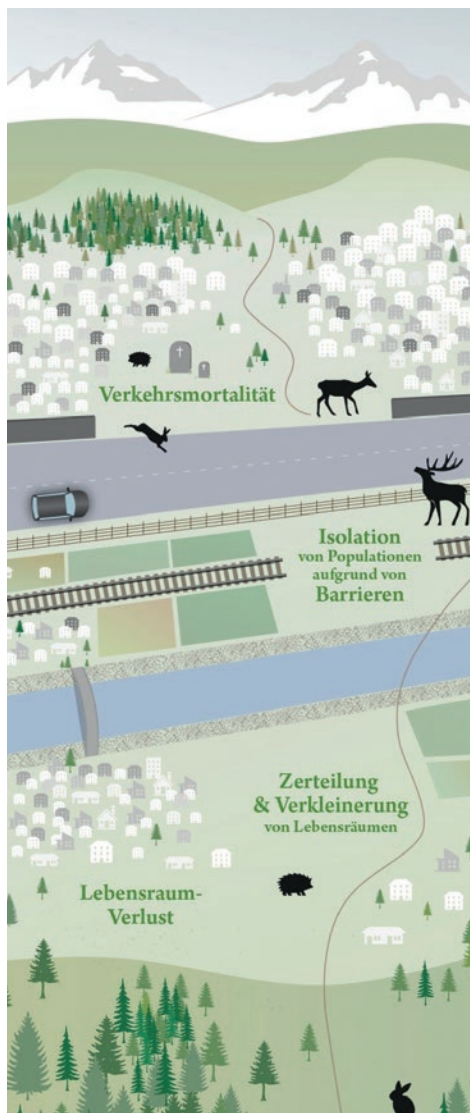 Verkehrsmortalität
Isolation
von Populationen
aufgrund von
Barrieren
Zerteilung
& Verkleinerung
von Lebensräumen
Lebensraum-
Verlust